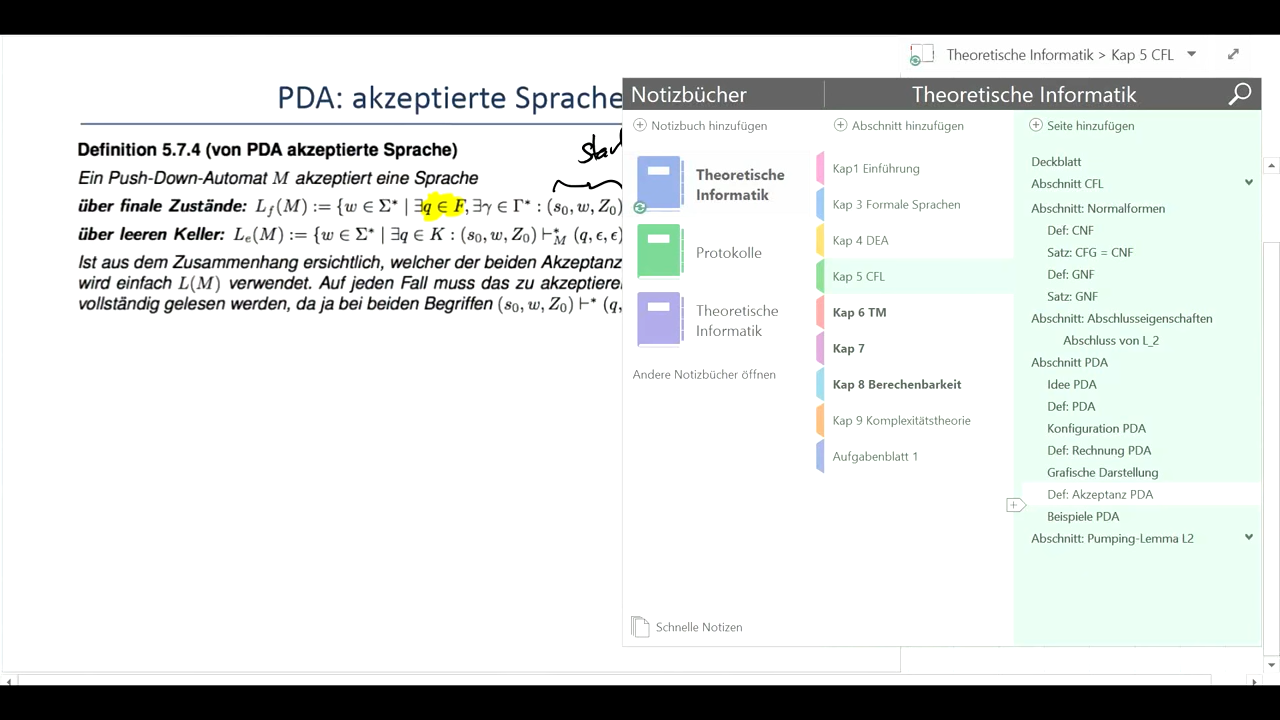 Theoretische Informatik > Kap 5 CFL
PDA: akzeptierte Sprache
Definition 5.7.4 (von PDA akzeptierte Sprache)
Ein Push-Down-Automat M akzeptiert eine Sprache
über finale Zustände: L_f(M) := {w ∈ Σ* | ∃q ∈ F, ∃γ ∈ Γ* : (s₀, w, Z₀)
über leeren Keller: L_e(M) := {w ∈ Σ* | ∃q ∈ K : (s₀, w, Z₀) ⊢*_M (q, ϵ, ϵ)
Ist aus dem Zusammenhang ersichtlich, welcher der beiden Akzeptanz
wird einfach L(M) verwendet. Auf jeden Fall muss das zu akzeptiere
vollständig gelesen werden, da ja bei beiden Begriffen (s₀, w, Z₀) ⊢* (q,
Notizbücher
Notizbuch hinzufügen
Theoretische
Informatik
Protokolle
Theoretische
Informatik
Andere Notizbücher öffnen
Schnelle Notizen
Theoretische Informatik
Abschnitt hinzufügen
Kap1 Einführung
Kap 3 Formale Sprachen
Kap 4 DEA
Kap 5 CFL
Kap 6 TM
Kap 7
Kap 8 Berechenbarkeit
Kap 9 Komplexitätstheorie
Aufgabenblatt 1
Seite hinzufügen
Deckblatt
Abschnitt CFL
Abschnitt: Normalformen
Def: CNF
Satz: CFG = CNF
Def: GNF
Satz: GNF
Abschnitt: Abschlusseigenschaften
Abschluss von L_2
Abschnitt PDA
Idee PDA
Def: PDA
Konfiguration PDA
Def: Rechnung PDA
Grafische Darstellung
Def: Akzeptanz PDA
Beispiele PDA
Abschnitt: Pumping-Lemma L2